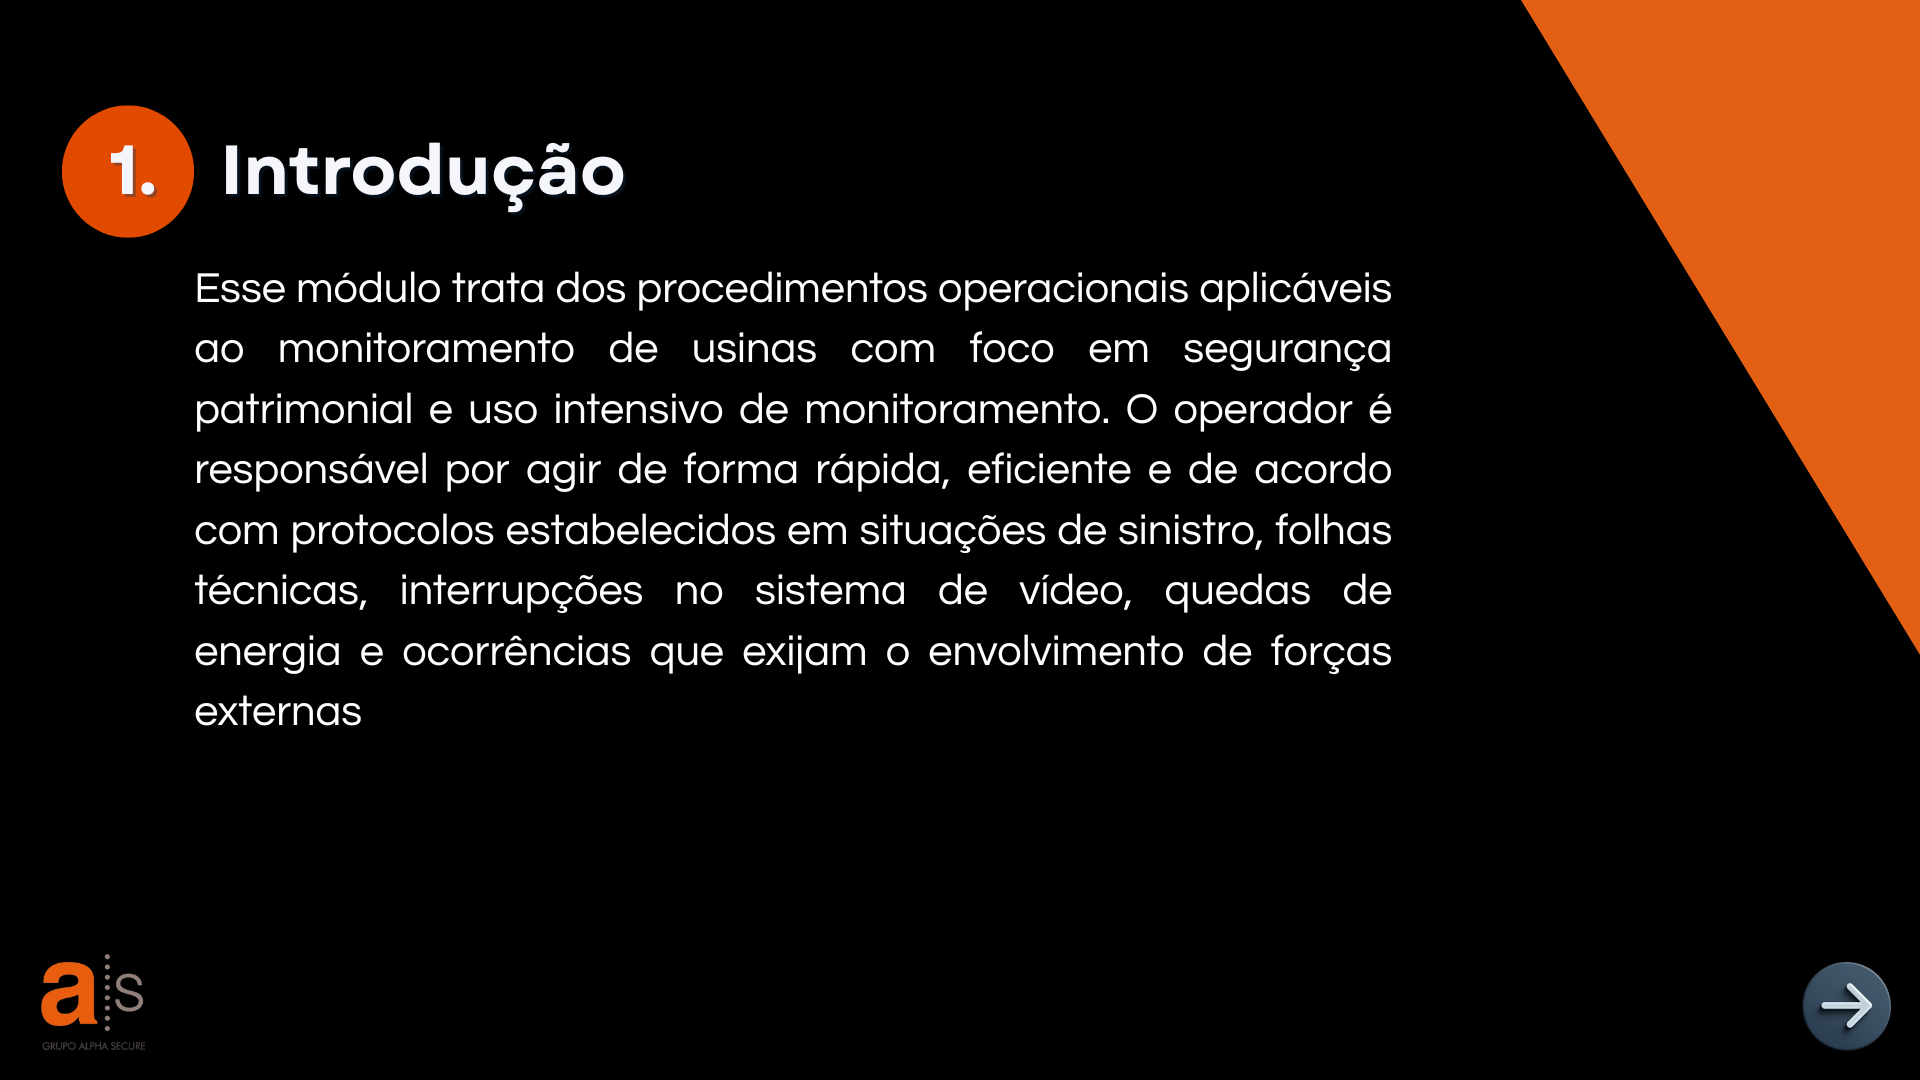 1. Introdução
Esse módulo trata dos procedimentos operacionais aplicáveis
ao monitoramento de usinas com foco em segurança
patrimonial e uso intensivo de monitoramento. O operador é
responsável por agir de forma rápida, eficiente e de acordo
com protocolos estabelecidos em situações de sinistro, folhas
técnicas, interrupções no sistema de vídeo, quedas de
energia e ocorrências que exijam o envolvimento de forças
externas
a s
GRUPO ALPHA SECURE